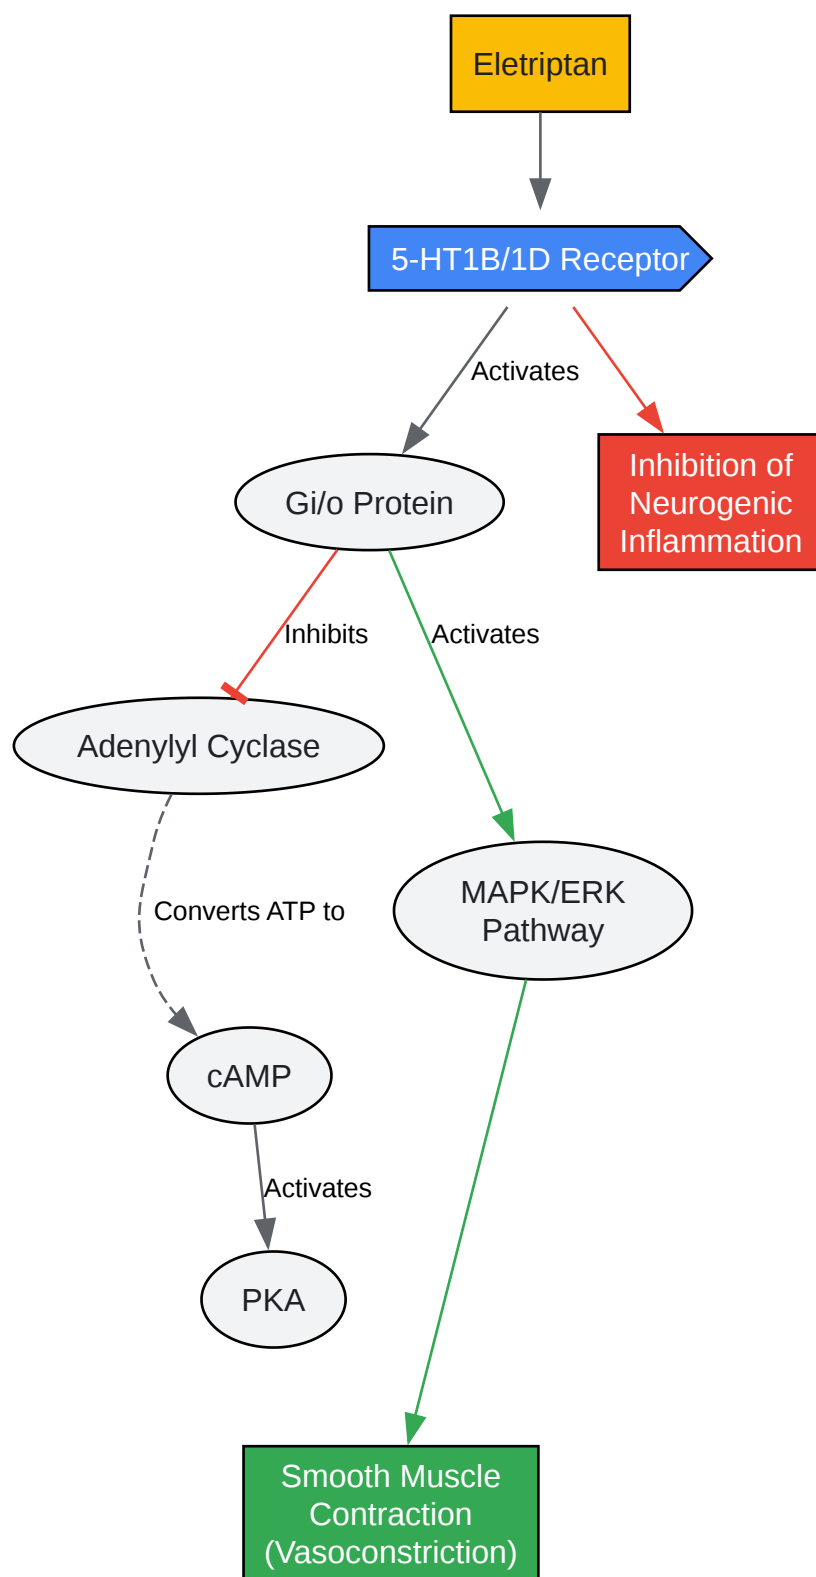 Eletriptan
5-HT1B/1D Receptor
Activates
Inhibition of
Neurogenic
Inflammation
Gi/o Protein
Inhibits
Activates
Adenylyl Cyclase
MAPK/ERK
Pathway
Converts ATP to
cAMP
Activates
PKA
Smooth Muscle
Contraction
(Vasoconstriction)